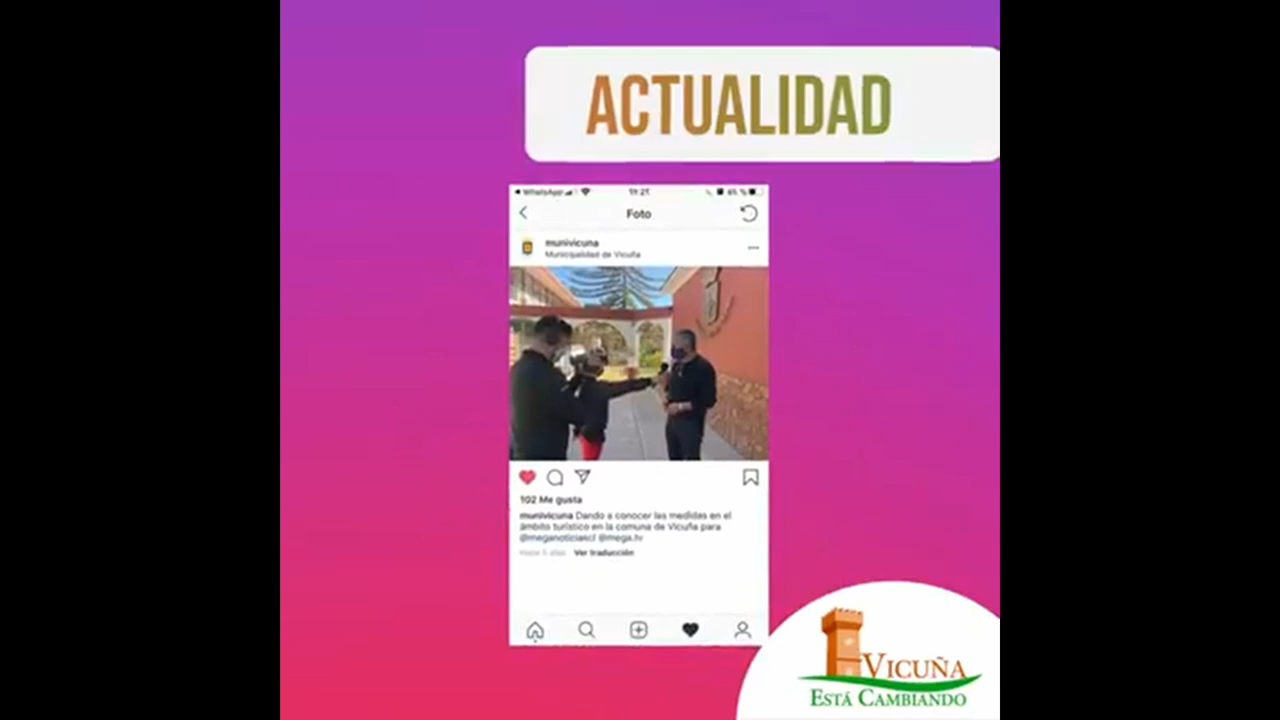 ACTUALIDAD
WhatsApp
Foto
munivicuna
Municipalidad de Vicuña
102 Me gusta
munivicuna Dando a conocer las medidas en el
ámbito turístico en la comuna de Vicuña para
@meganoticiascl @mega.tv
Ver traducción
VICUÑA
ESTÁ CAMBIANDO